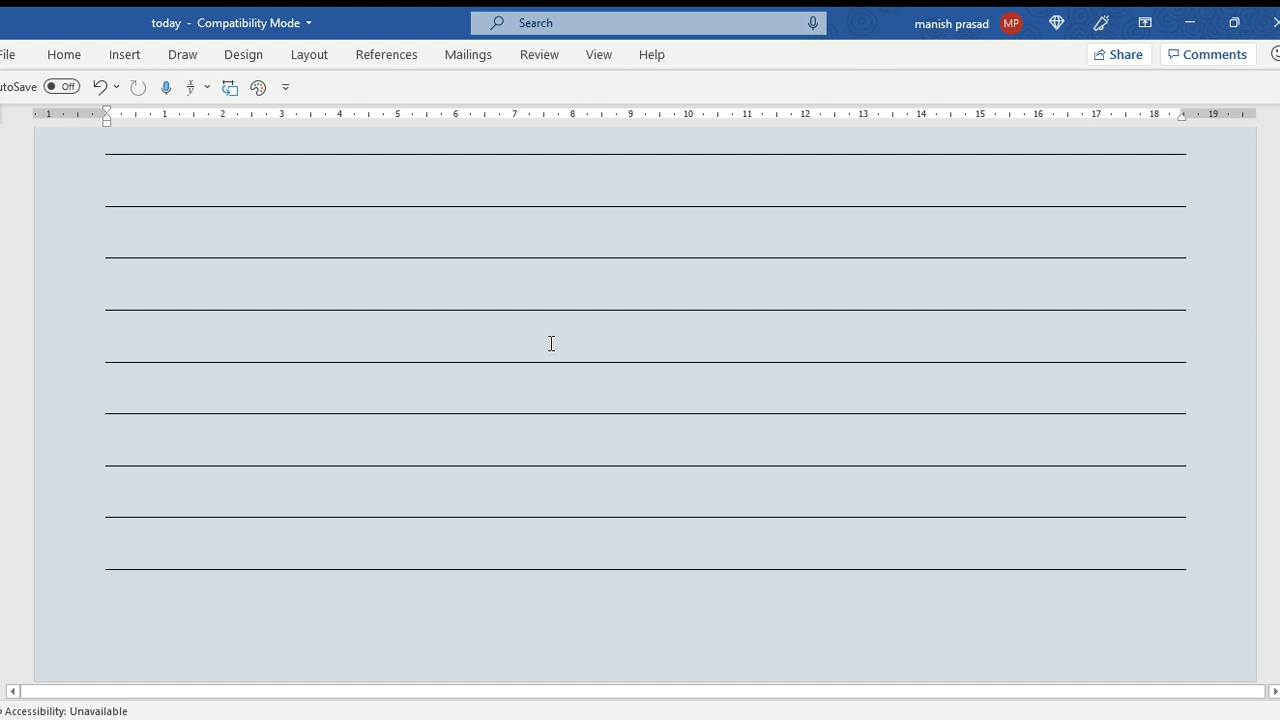 today - Compatibility Mode
Search
manish prasad MP
File Home Insert Draw Design Layout References Mailings Review View Help
Share Comments
utoSave Off
1 1 2 3 4 5 6 7 8 9 10 11 12 13 14 15 16 17 18 19
Accessibility: Unavailable